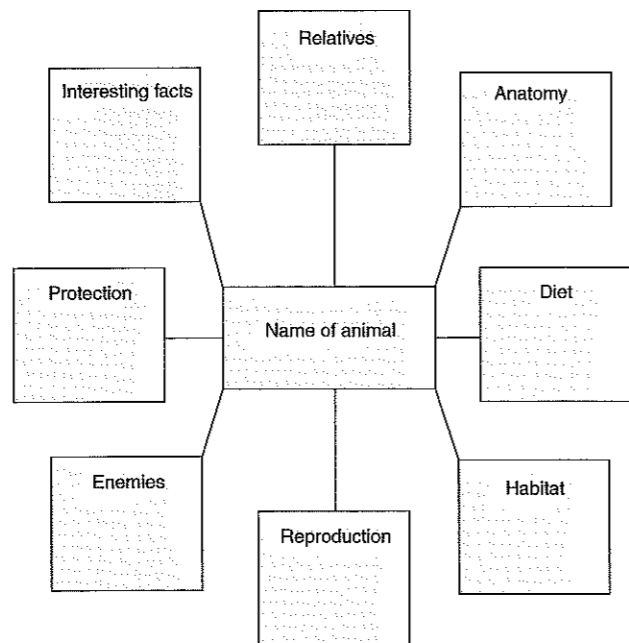 Relatives
Interesting facts
Anatomy
Protection
Name of animal
Diet
Enemies
Habitat
Reproduction